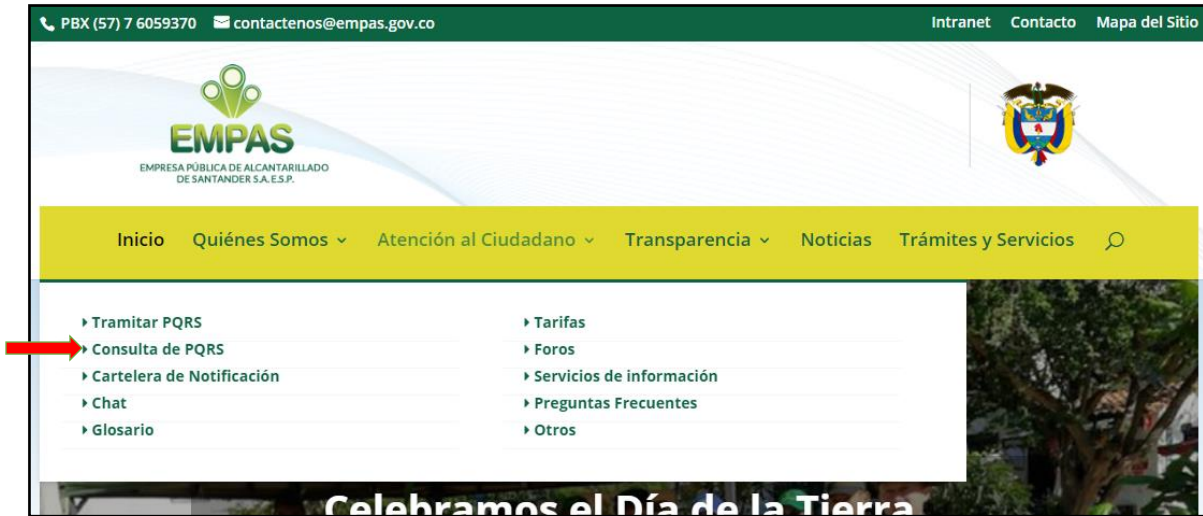 PBX (57) 7 6059370 contactenos@empas.gov.co Intranet Contacto Mapa del Sitio
EMPAS
EMPRESA PÚBLICA DE ALCANTARILLADO
DE SANTANDER S.A. E.S.P.
Inicio Quiénes Somos Atención al Ciudadano Transparencia Noticias Trámites y Servicios
Tramitar PQRS
Consulta de PQRS
Cartelera de Notificación
Chat
Glosario
Tarifas
Foros
Servicios de información
Preguntas Frecuentes
Otros
Celebramos el Día de la Tierra